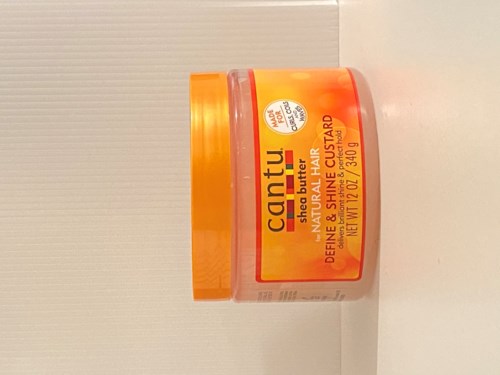 MADE
FOR
CURLS, COILS
AND
WAVES
cantu
shea butter
for NATURAL HAIR
DEFINE & SHINE CUSTARD
delivers brilliant shine & perfect hold
NET WT 12 OZ / 340 g